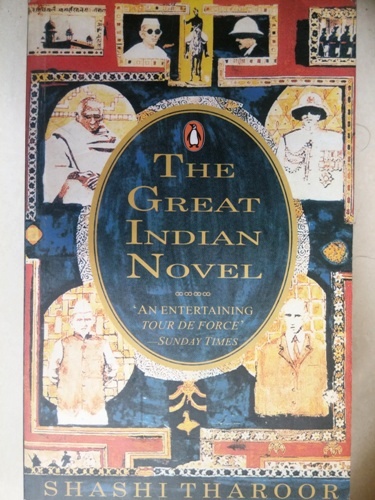 THE
GREAT
INDIAN
NOVEL
'AN ENTERTAINING
TOUR DE FORCE'
—SUNDAY TIMES
SHASHI THAROOR